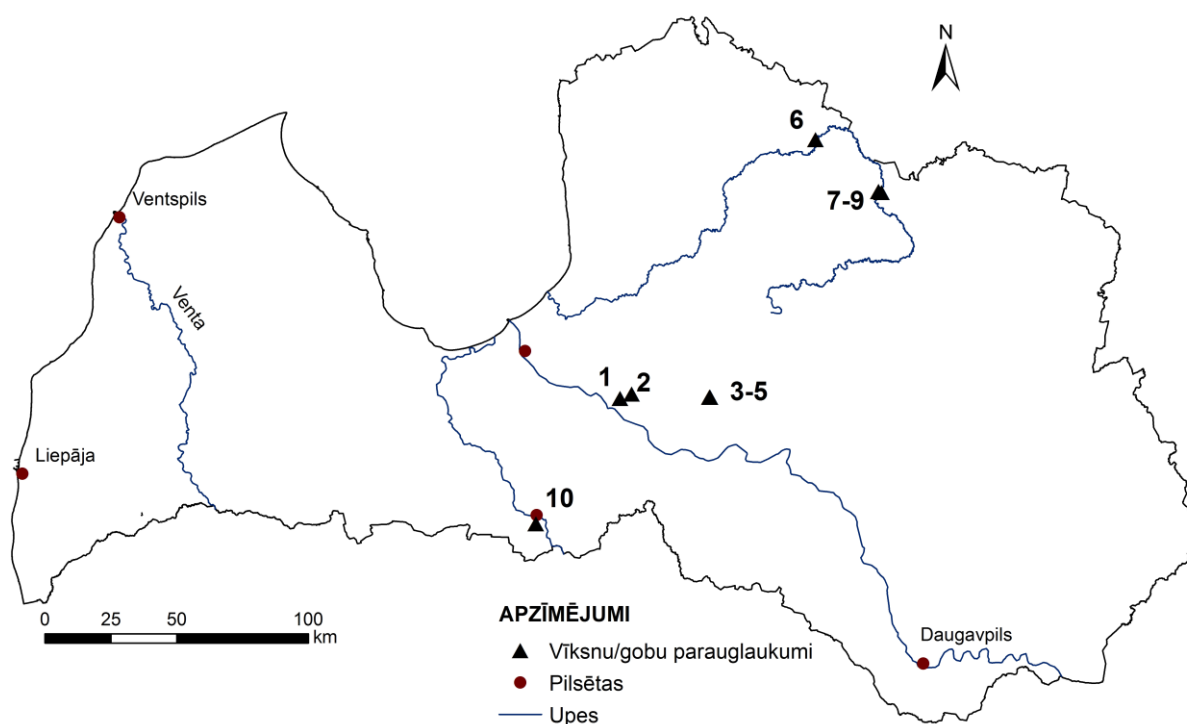 N
6
7-9
Ventspils
Venta
1
2
3-5
Liepāja
10
0 25 50 100
km
APZĪMĒJUMI
Vīksnu/gobu parauglaukumi
Pilsētas
Upes
Daugavpils